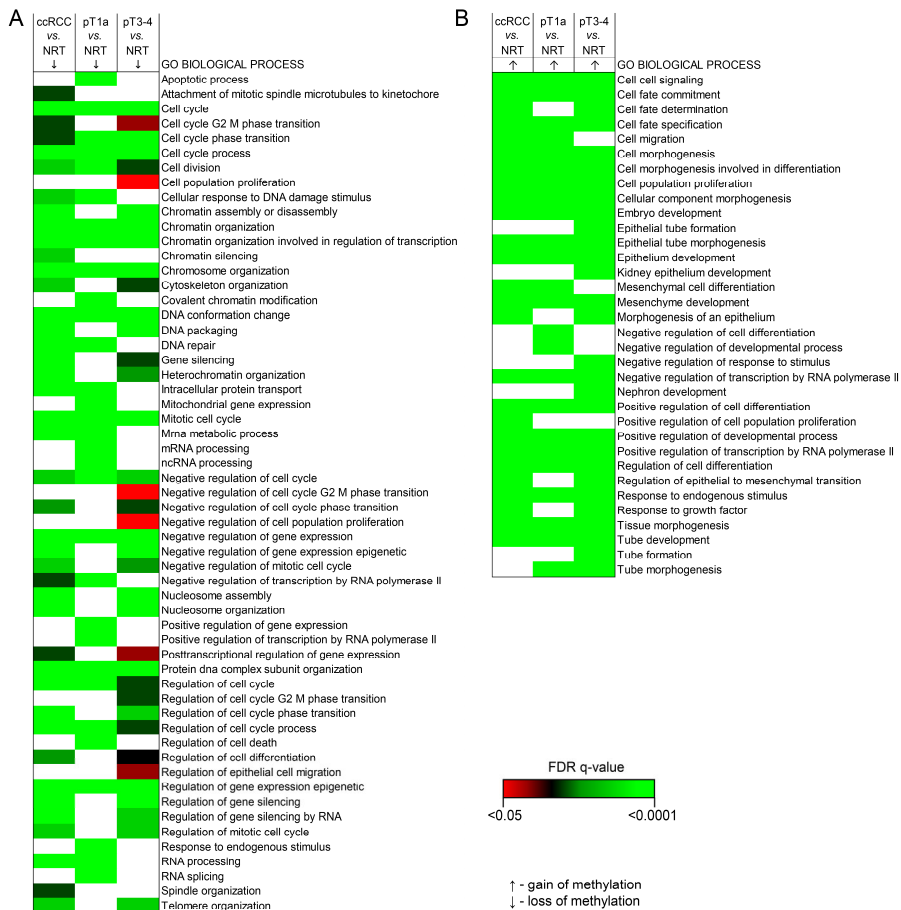 A
ccRCC pT1a pT3-4
vs. vs. vs.
NRT NRT NRT
↓ ↓ ↓ GO BIOLOGICAL PROCESS
Apoptotic process
Attachment of mitotic spindle microtubules to kinetochore
Cell cycle
Cell cycle G2 M phase transition
Cell cycle phase transition
Cell cycle process
Cell division
Cell population proliferation
Cellular response to DNA damage stimulus
Chromatin assembly or disassembly
Chromatin organization
Chromatin organization involved in regulation of transcription
Chromatin silencing
Chromosome organization
Cytoskeleton organization
Covalent chromatin modification
DNA conformation change
DNA packaging
DNA repair
Gene silencing
Heterochromatin organization
Intracellular protein transport
Mitochondrial gene expression
Mitotic cell cycle
Mrna metabolic process
mRNA processing
ncRNA processing
Negative regulation of cell cycle
Negative regulation of cell cycle G2 M phase transition
Negative regulation of cell cycle phase transition
Negative regulation of cell population proliferation
Negative regulation of gene expression
Negative regulation of gene expression epigenetic
Negative regulation of mitotic cell cycle
Negative regulation of transcription by RNA polymerase II
Nucleosome assembly
Nucleosome organization
Positive regulation of gene expression
Positive regulation of transcription by RNA polymerase II
Posttranscriptional regulation of gene expression
Protein dna complex subunit organization
Regulation of cell cycle
Regulation of cell cycle G2 M phase transition
Regulation of cell cycle phase transition
Regulation of cell cycle process
Regulation of cell death
Regulation of cell differentiation
Regulation of epithelial cell migration
Regulation of gene expression epigenetic
Regulation of gene silencing
Regulation of gene silencing by RNA
Regulation of mitotic cell cycle
Response to endogenous stimulus
RNA processing
RNA splicing
Spindle organization
Telomere organization
B
ccRCC pT1a pT3-4
vs. vs. vs.
NRT NRT NRT
↑ ↑ ↑ GO BIOLOGICAL PROCESS
Cell cell signaling
Cell fate commitment
Cell fate determination
Cell fate specification
Cell migration
Cell morphogenesis
Cell morphogenesis involved in differentiation
Cell population proliferation
Cellular component morphogenesis
Embryo development
Epithelial tube formation
Epithelial tube morphogenesis
Epithelium development
Kidney epithelium development
Mesenchymal cell differentiation
Mesenchyme development
Morphogenesis of an epithelium
Negative regulation of cell differentiation
Negative regulation of developmental process
Negative regulation of response to stimulus
Negative regulation of transcription by RNA polymerase II
Nephron development
Positive regulation of cell differentiation
Positive regulation of cell population proliferation
Positive regulation of developmental process
Positive regulation of transcription by RNA polymerase II
Regulation of cell differentiation
Regulation of epithelial to mesenchymal transition
Response to endogenous stimulus
Response to growth factor
Tissue morphogenesis
Tube development
Tube formation
Tube morphogenesis
FDR q-value
<0.05 <0.0001
↑ - gain of methylation
↓ - loss of methylation